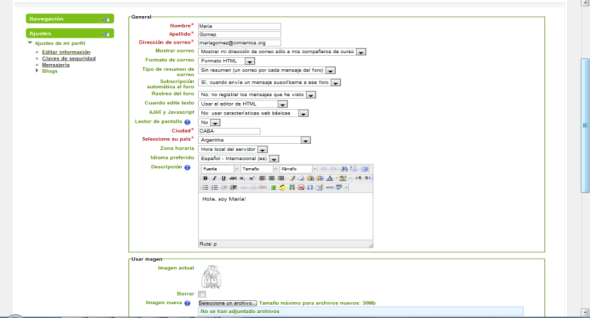 Navegación
Ajustes
Ajustes de mi perfil
Editar información
Claves de seguridad
Mensajería
Blogs
General
Nombre* María
Apellido* Gomez
Dirección de correo* mariagomez@cimientos.org
Mostrar correo Mostrar mi dirección de correo sólo a mis compañeros de curso
Formato de correo Formato HTML
Tipo de resumen de correo Sin resumen (un correo por cada mensaje del foro)
Subscripción automática al foro Sí, cuando envíe un mensaje suscríbame a ese foro
Rastreo del foro No: no registrar los mensajes que he visto
Cuando edite texto Usar el editor de HTML
AJAX y Javascript No: usar características web básicas
Lector de pantalla No
Ciudad* CABA
Seleccione su país* Argentina
Zona horaria Hora local del servidor
Idioma preferido Español - Internacional (es)
Descripción Fuente Tamaño Párrafo
Hola, soy María!
Ruta: p
Usar imagen
Imagen actual
Borrar
Imagen nueva Seleccione un archivo... Tamaño máximo para archivos nuevos: 30Mb
No se han adjuntado archivos